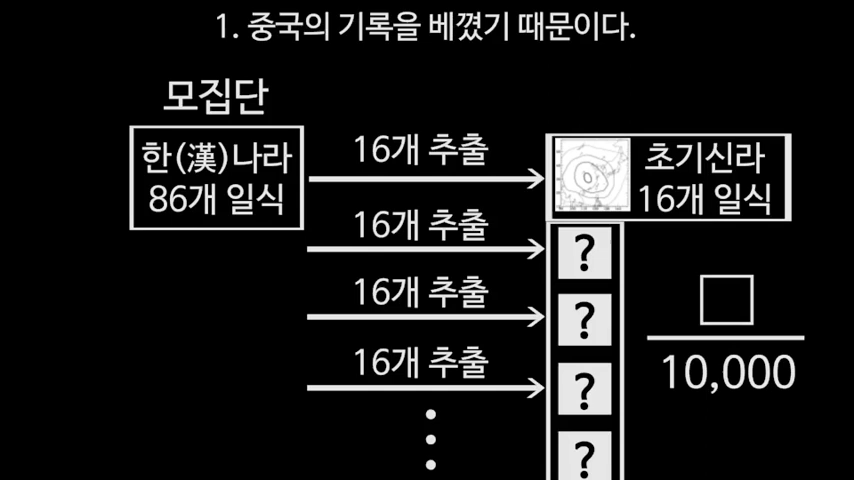 1. 중국의 기록을 베꼈기 때문이다.
모집단
한(漢)나라
86개 일식
16개 추출
초기신라
16개 일식
16개 추출
?
16개 추출
?
16개 추출
?
?
10,000